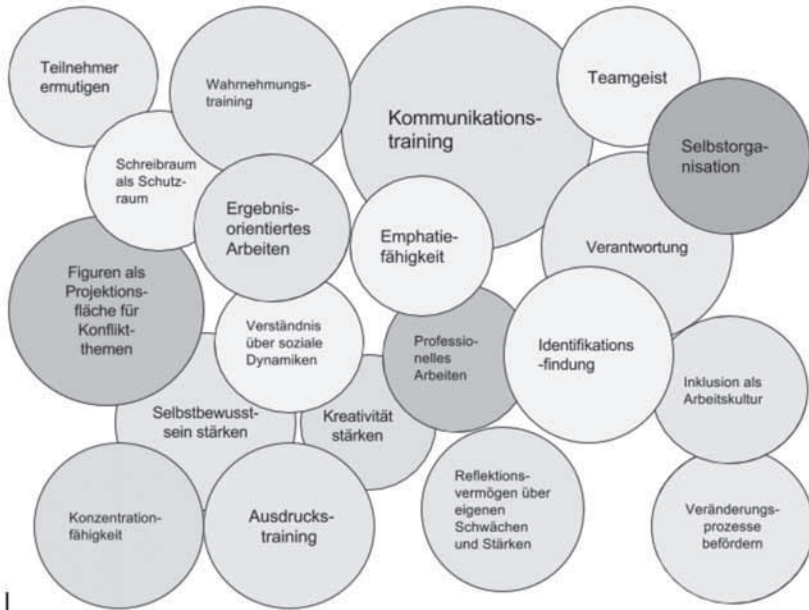 Teilnehmer
ermutigen
Wahrnehmungs-
training
Kommunikations-
training
Teamgeist
Selbstorga-
nisation
Schreibraum
als Schutz-
raum
Ergebnis-
orientiertes
Arbeiten
Emphatie-
fähigkeit
Verantwortung
Figuren als
Projektions-
fläche für
Konflikt-
themen
Verständnis
über soziale
Dynamiken
Professio-
nelles
Arbeiten
Identifikations
-findung
Inklusion als
Arbeitskultur
Selbstbewusst-
sein stärken
Kreativität
stärken
Konzentration-
fähigkeit
Ausdrucks-
training
Reflektions-
vermögen über
eigenen
Schwächen
und Stärken
Veränderungs-
prozesse
befördern